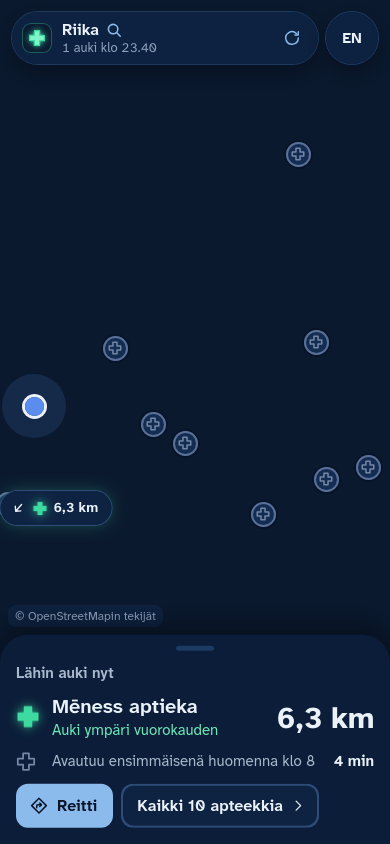 Riika
1 auki klo 23.40
EN
6,3 km
© OpenStreetMapin tekijät
Lähin auki nyt
Mēness aptieka
Auki ympäri vuorokauden
6,3 km
Avautuu ensimmäisenä huomenna klo 8
4 min
Reitti
Kaikki 10 apteekkia